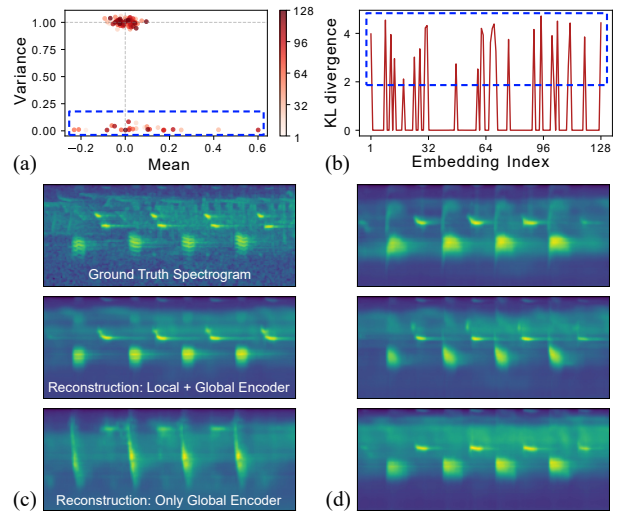 Variance
1.00
0.75
0.50
0.25
0.00
−0.2
0.0
0.2
0.4
0.6
Mean
(a)
128
96
64
32
1
KL divergence
4
2
0
1
32
64
96
128
Embedding Index
(b)
Ground Truth Spectrogram
Reconstruction: Local + Global Encoder
Reconstruction: Only Global Encoder
(c)
(d)